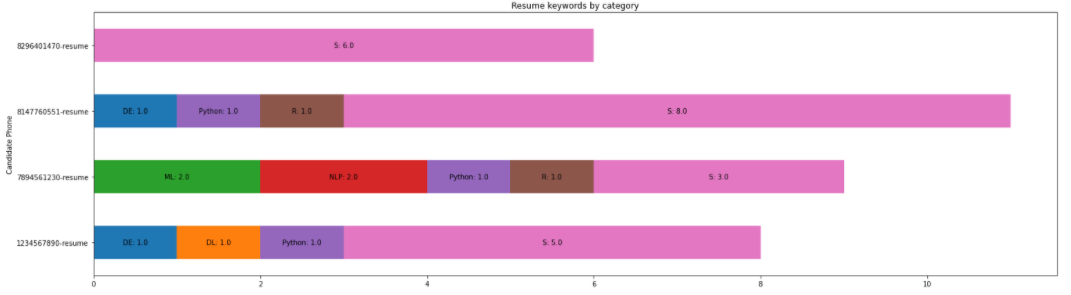 Resume keywords by category
Candidate Phone
8296401470-resume
S: 6.0
8147760551-resume
DE: 1.0 Python: 1.0 R: 1.0 S: 8.0
7894561230-resume
ML: 2.0 NLP: 2.0 Python: 1.0 R: 1.0 S: 3.0
1234567890-resume
DE: 1.0 DL: 1.0 Python: 1.0 S: 5.0
0 2 4 6 8 10